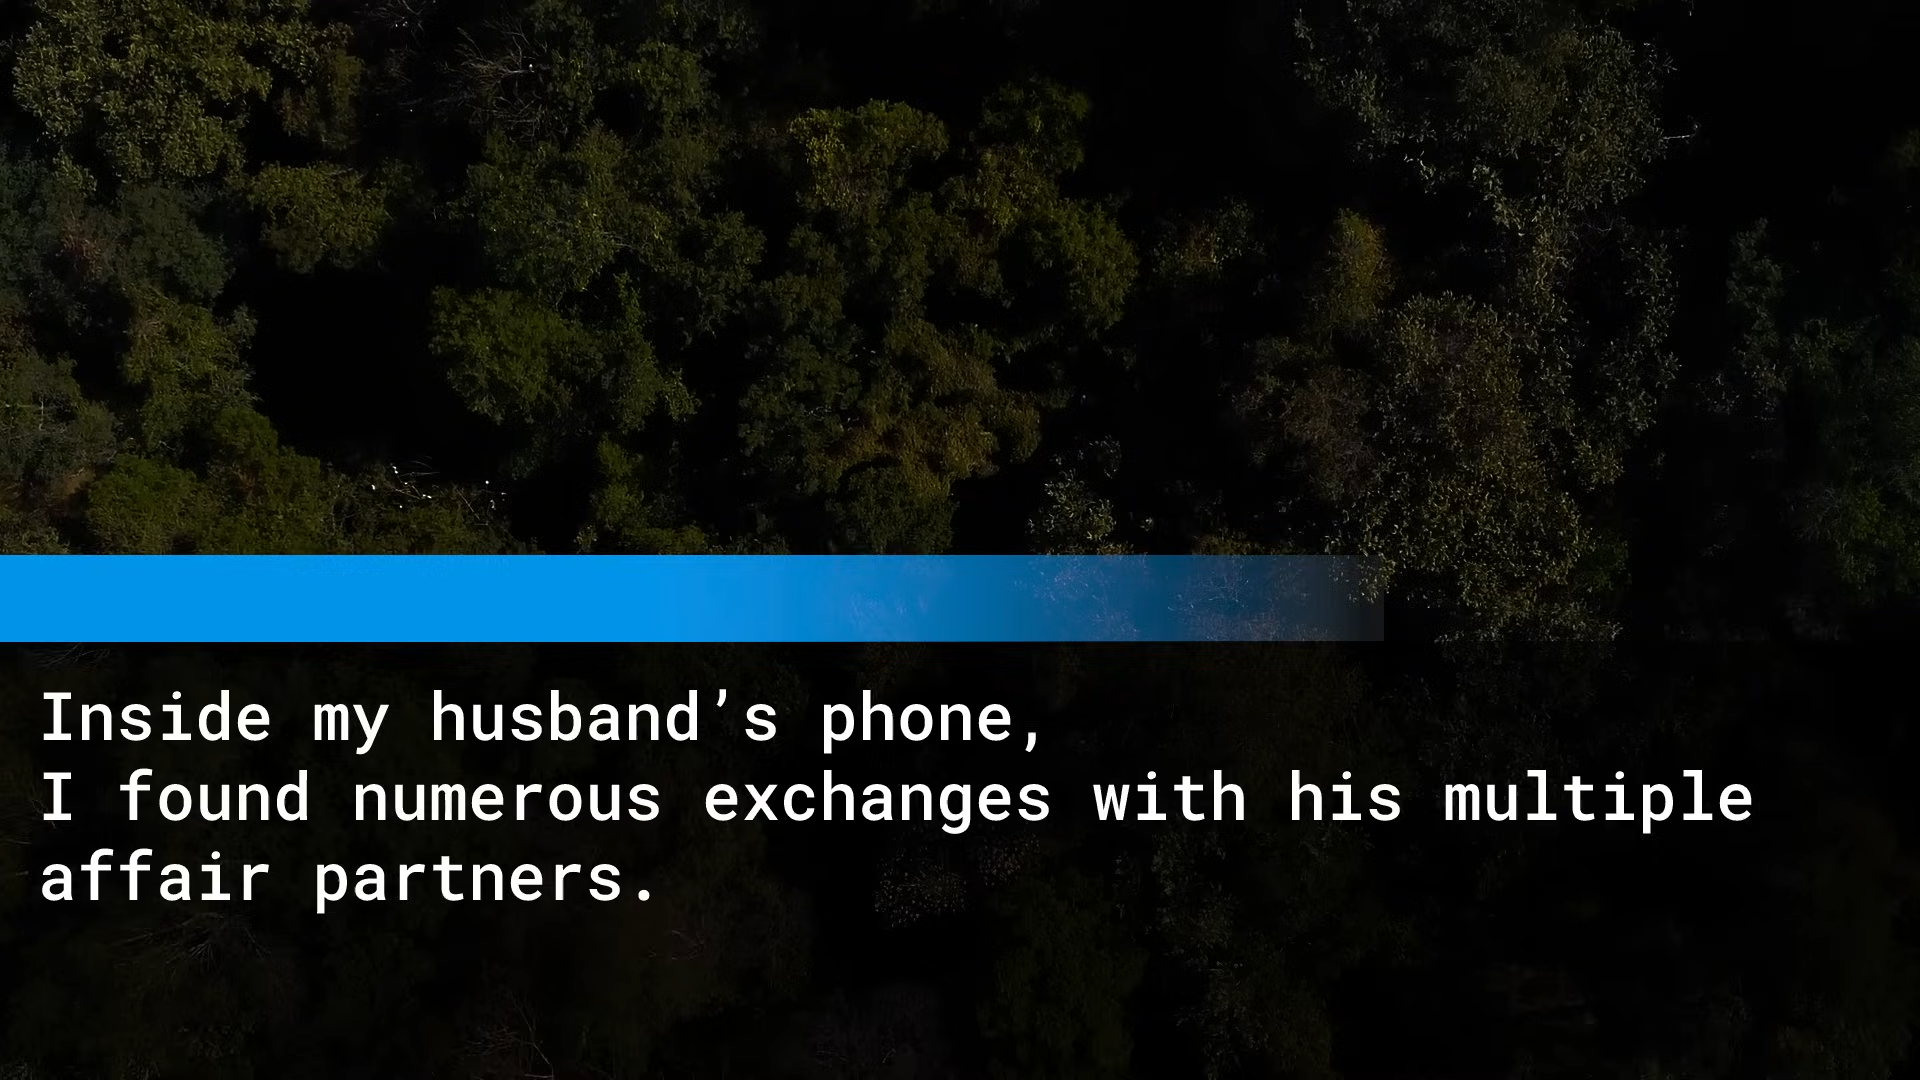 Inside my husband’s phone,
I found numerous exchanges with his multiple
affair partners.